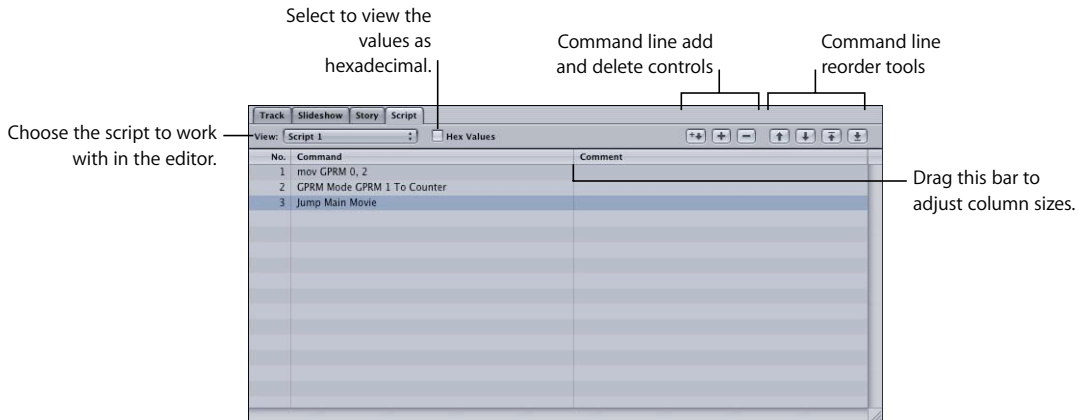 Select to view the
values as
hexadecimal.
Command line add
and delete controls
Command line
reorder tools
Choose the script to work
with in the editor.
Track Slideshow Story Script
View: Script 1 Hex Values
No. Command Comment
1 mov GPRM 0, 2
2 GPRM Mode GPRM 1 To Counter
3 Jump Main Movie
Drag this bar to
adjust column sizes.